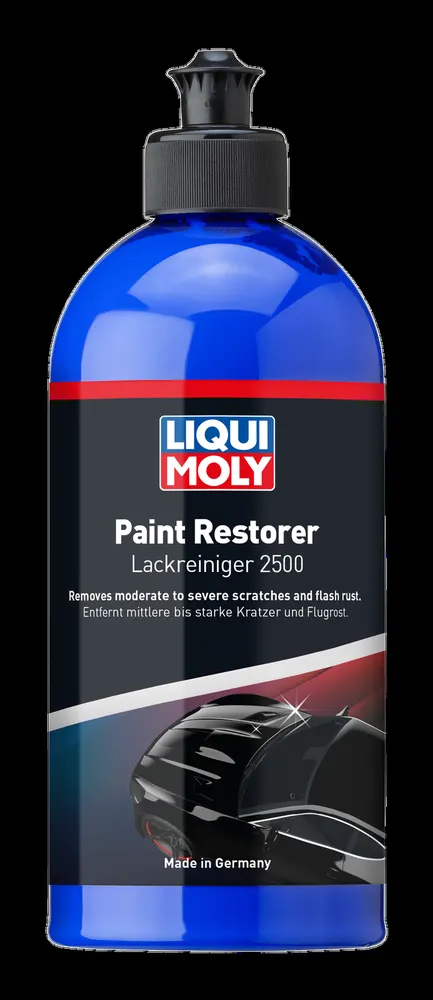 LIQUI
MOLY
Paint Restorer
Lackreiniger 2500
Removes moderate to severe scratches and flash rust.
Entfernt mittlere bis starke Kratzer und Flugrost.
Made in Germany